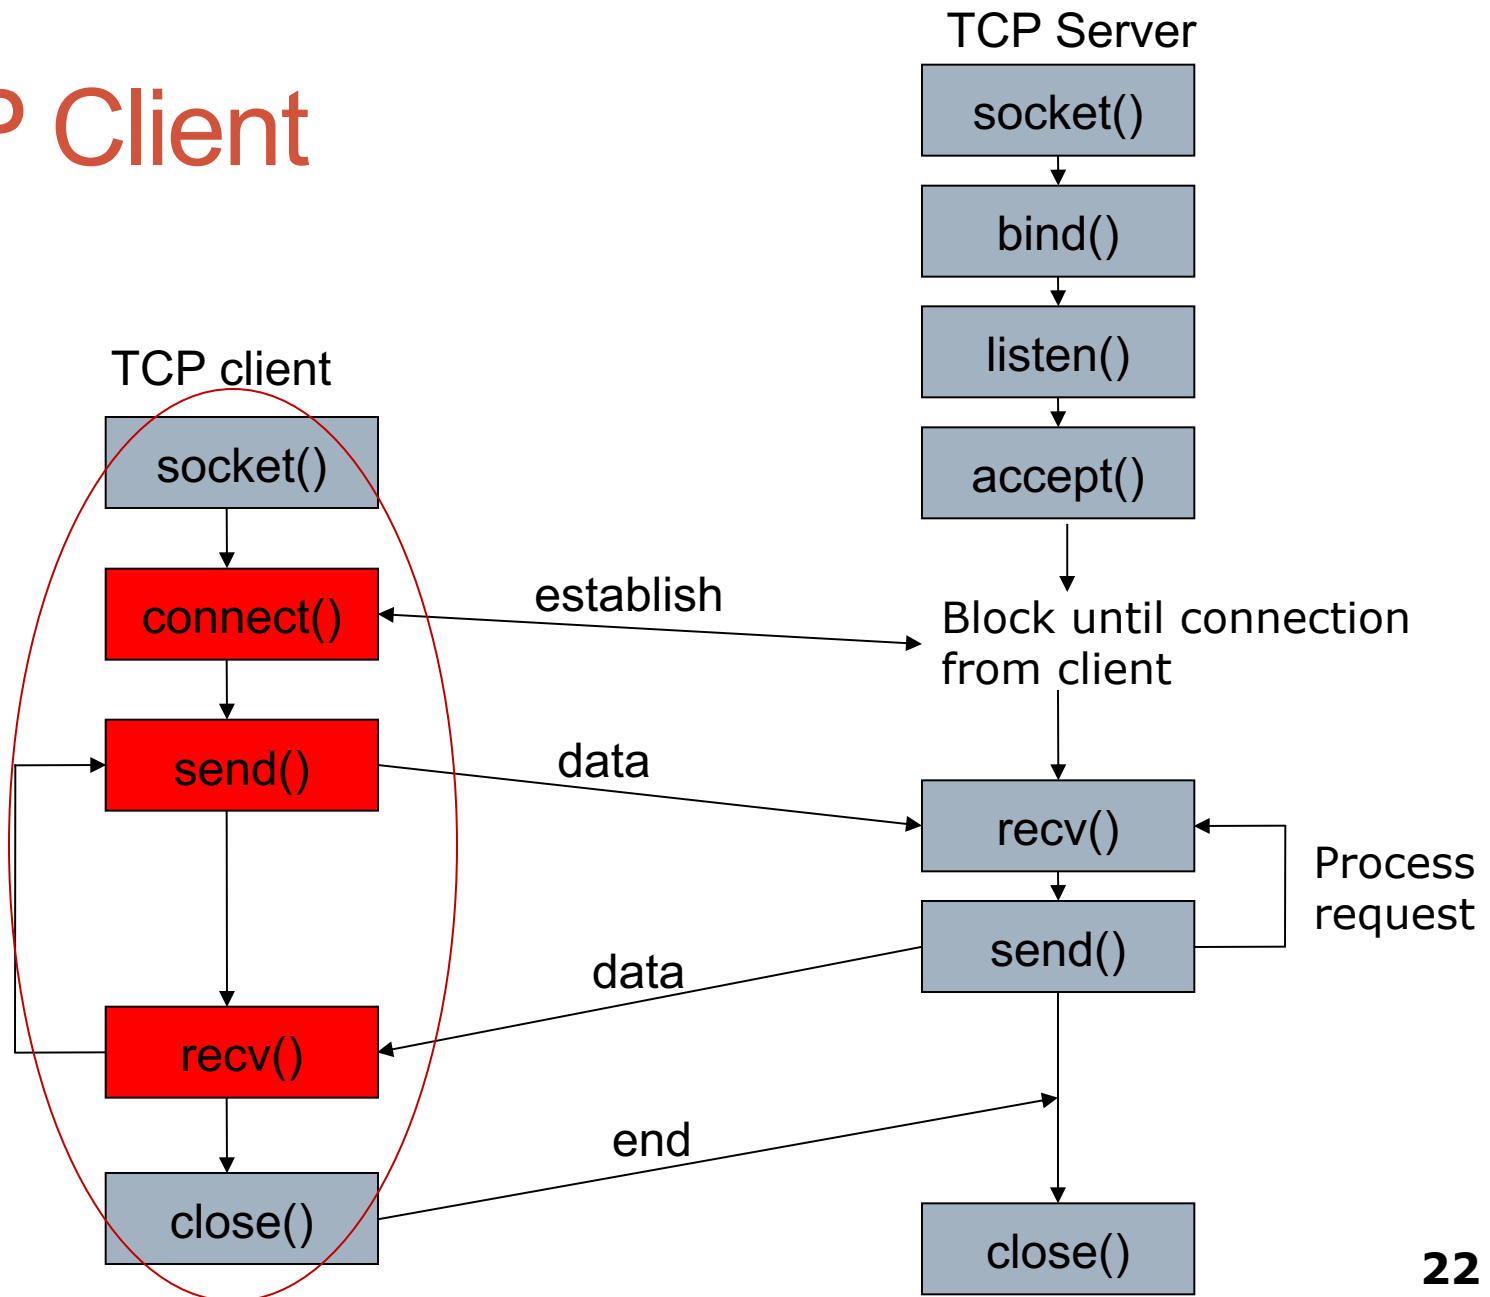 P Client
TCP Server
socket()
bind()
listen()
accept()
Block until connection
from client
recv()
send()
Process
request
close()
TCP client
socket()
connect()
send()
recv()
close()
establish
data
data
end
22